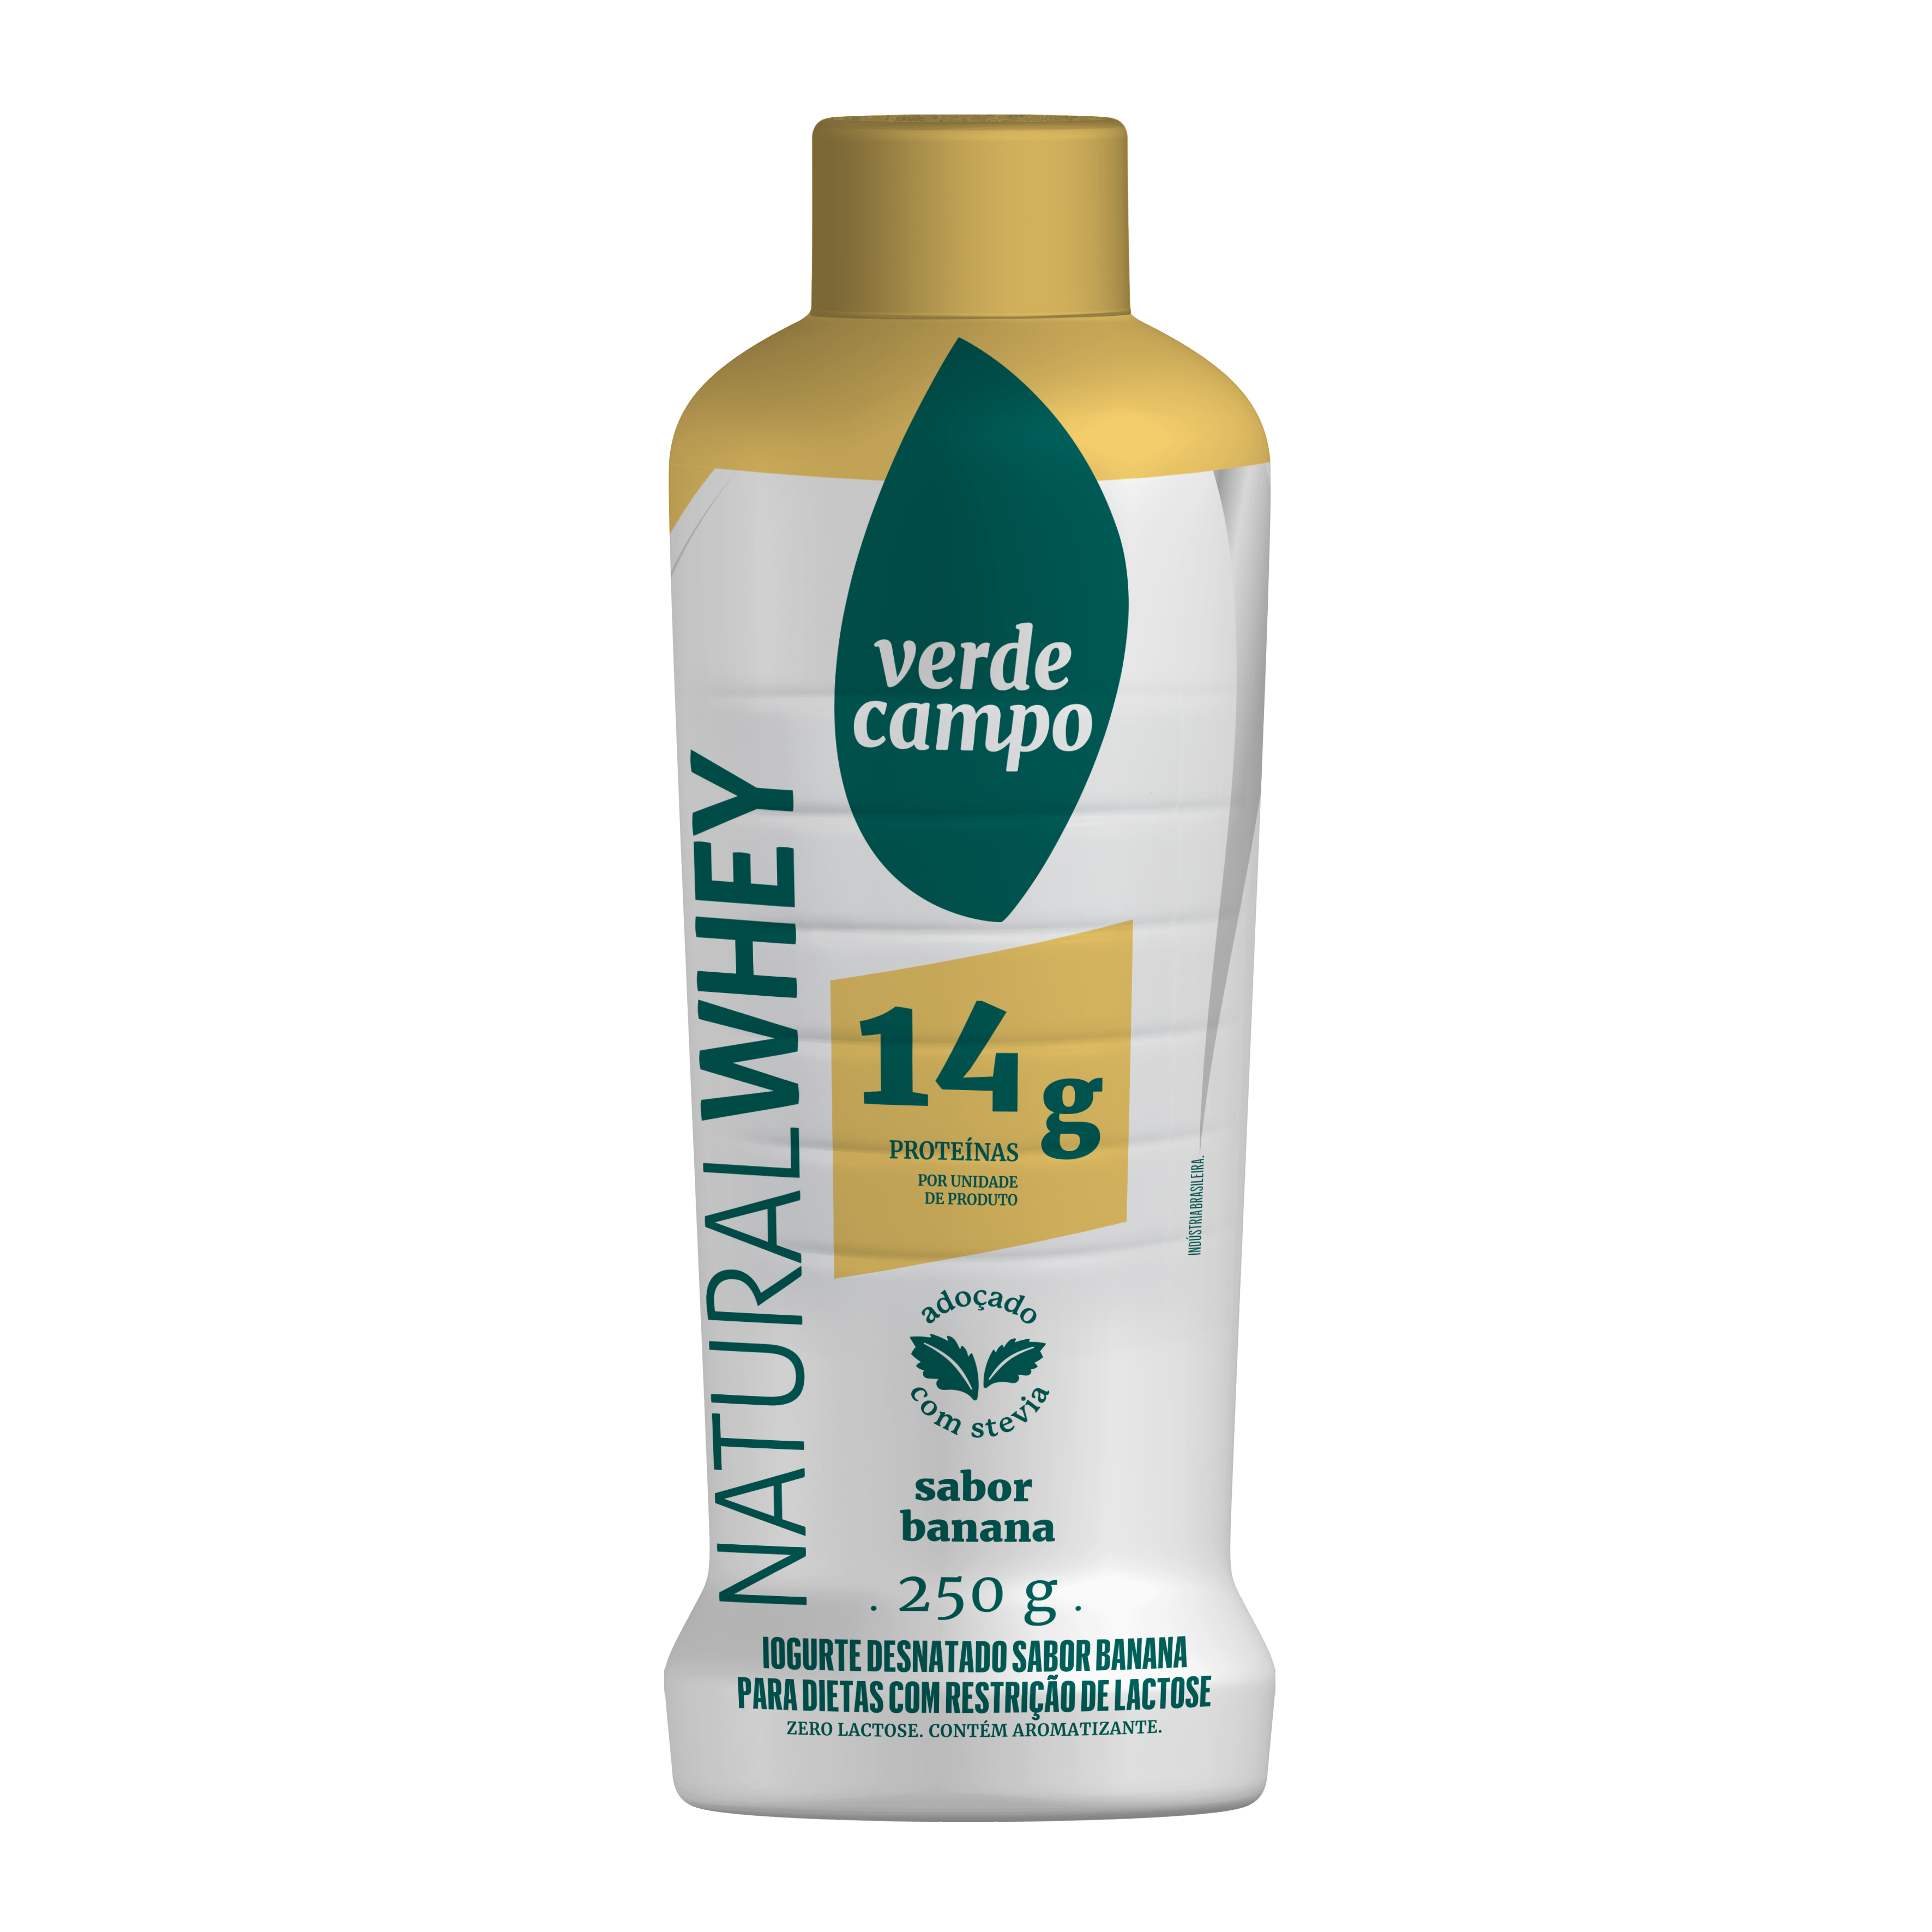 verde
campo
NATURALWHEY
14g
PROTEÍNAS
POR UNIDADE
DE PRODUTO
INDÚSTRIA BRASILEIRA.
adoçado
com stevia
sabor
banana
. 250 g .
IOGURTE DESNATADO SABOR BANANA
PARA DIETAS COM RESTRIÇÃO DE LACTOSE
ZERO LACTOSE. CONTÉM AROMATIZANTE.